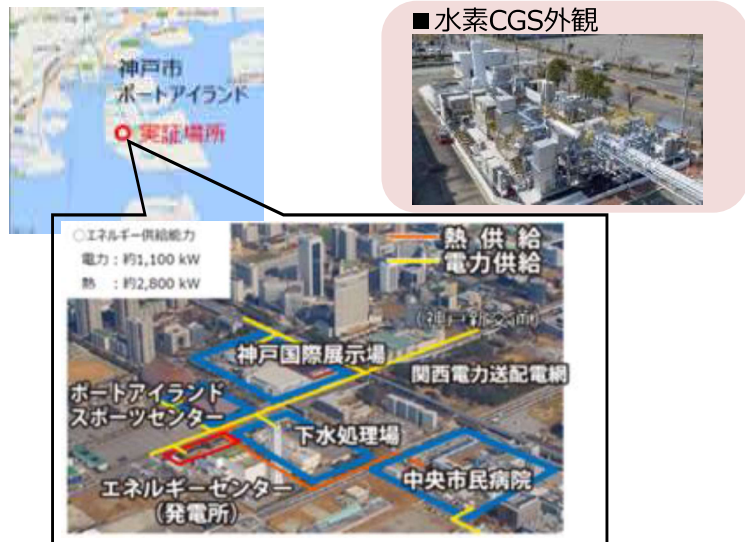 神戸市
ポートアイランド
実証場所
■水素CGS外観
○エネルギー供給能力
電力：約1,100 kW
熱　：約2,800 kW
熱 供 給
電力供給
(神戸新交通)
神戸国際展示場
関西電力送配電網
ポートアイランド
スポーツセンター
下水処理場
中央市民病院
エネルギーセンター
(発電所)